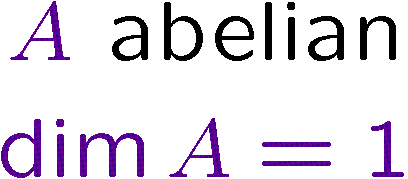 A abelian
dim A = 1